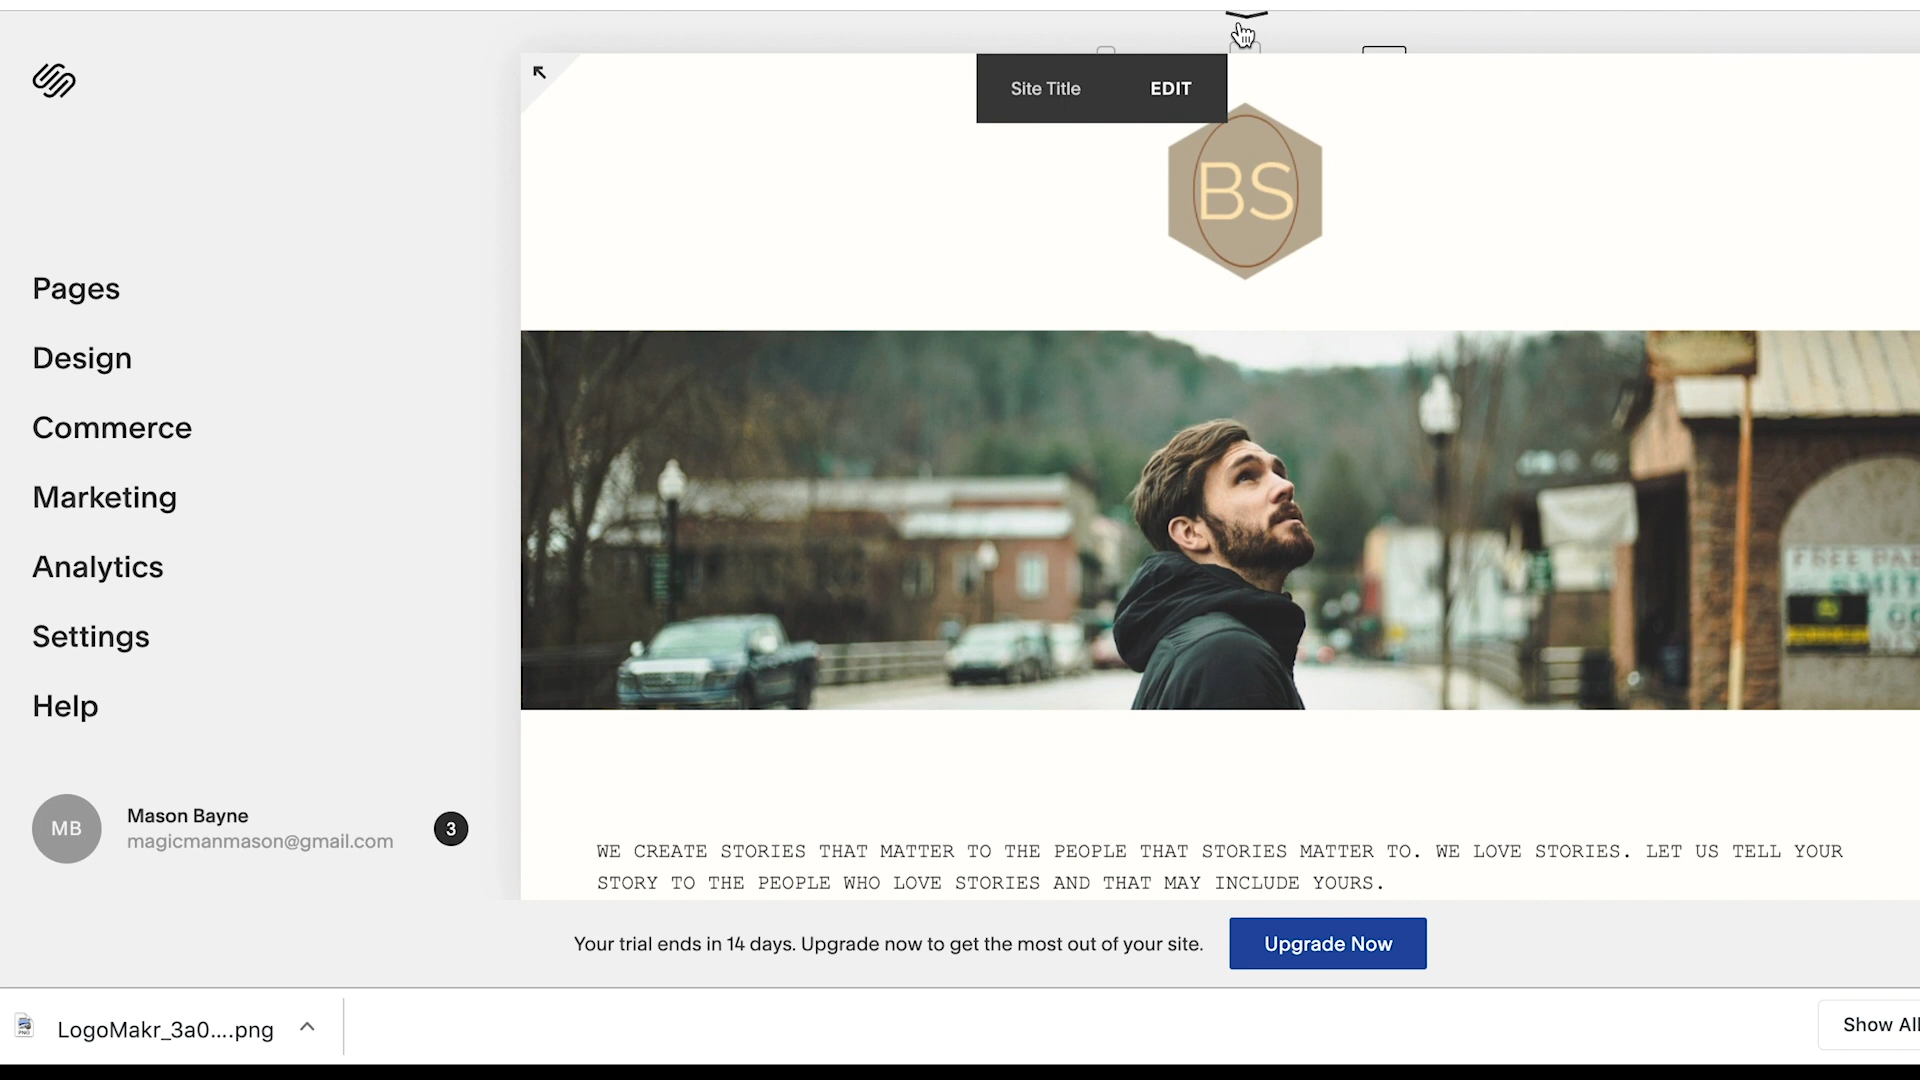 Site Title
EDIT
BS
Pages
Design
Commerce
Marketing
Analytics
Settings
Help
MB
Mason Bayne
magicmanmason@gmail.com
3
WE CREATE STORIES THAT MATTER TO THE PEOPLE THAT STORIES MATTER TO. WE LOVE STORIES. LET US TELL YOUR
STORY TO THE PEOPLE WHO LOVE STORIES AND THAT MAY INCLUDE YOURS.
Your trial ends in 14 days. Upgrade now to get the most out of your site.
Upgrade Now
PNG
LogoMakr_3a0....png
Show All